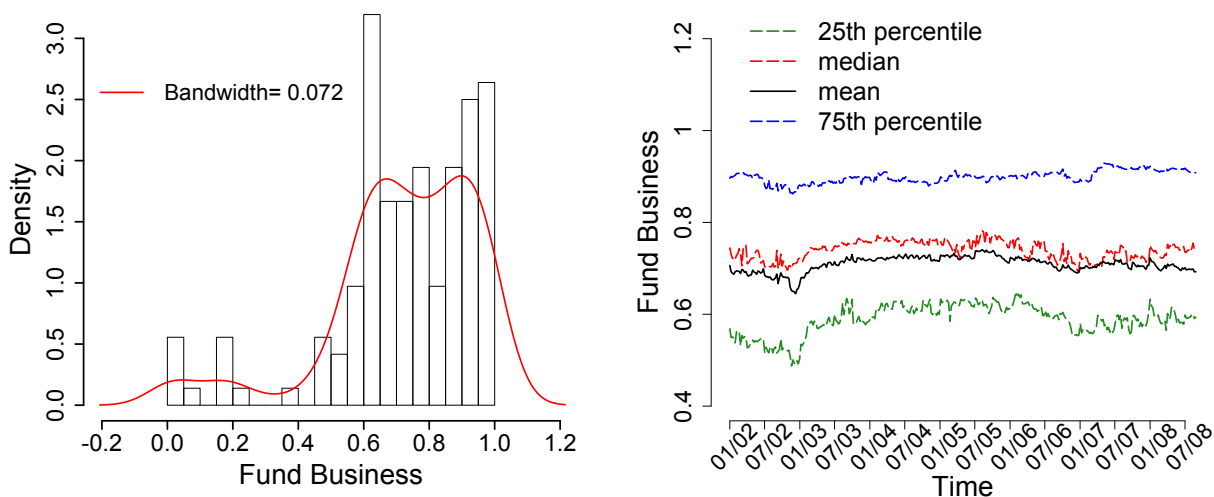 3.0
2.5
2.0
1.5
1.0
0.5
0.0
Density
Bandwidth= 0.072
-0.2 0.0 0.2 0.4 0.6 0.8 1.0 1.2
Fund Business
25th percentile
median
mean
75th percentile
1.2
1
0.8
0.6
0.4
Fund Business
01/02 07/02 01/03 07/03 01/04 07/04 01/05 07/05 01/06 07/06 01/07 07/07 01/08 07/08
Time